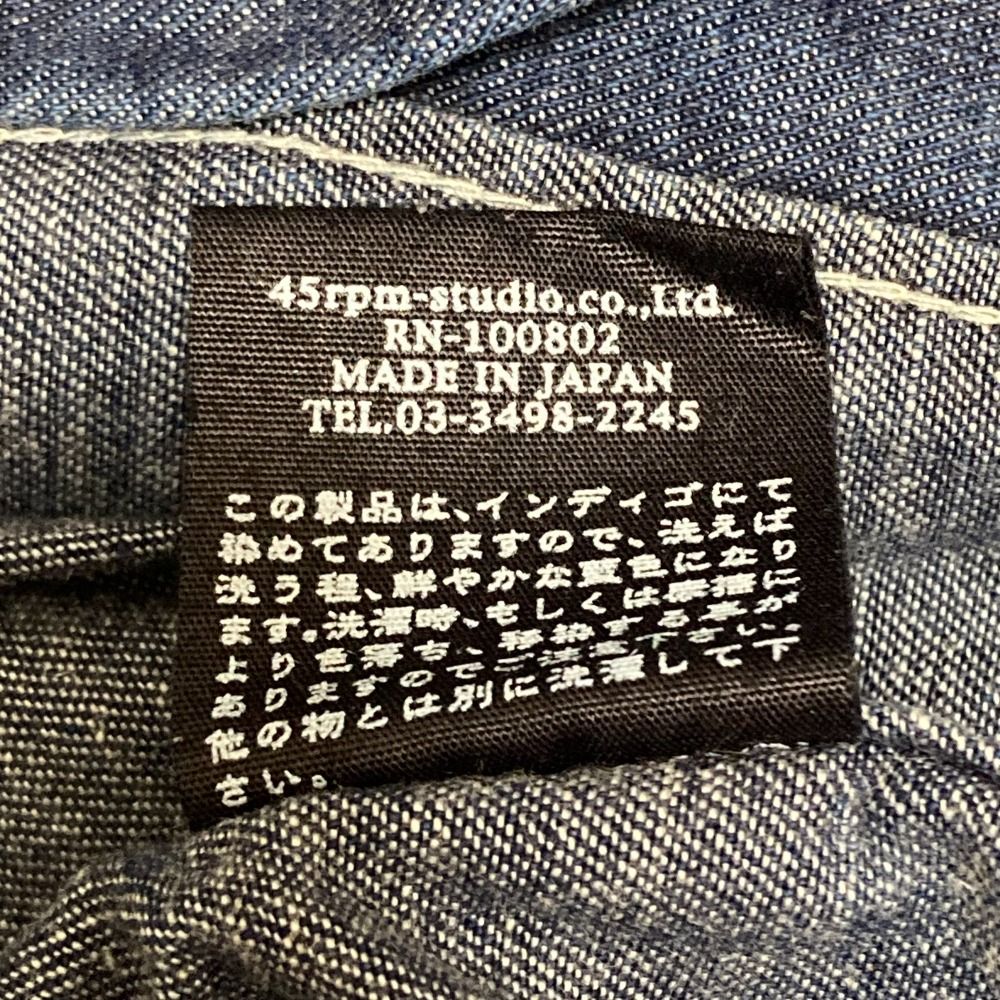 45rpm-studio.co.,Ltd.
RN-100802
MADE IN JAPAN
TEL.03-3498-2245
この製品は、インディゴにて
染めてありますので、洗えば
洗う程、鮮やかな藍色になり
ます。洗濯時、もしくは摩擦に
より色落ち、移染する事が
ありますのでご注意下さい、
他の物とは別に洗濯して下
さい。